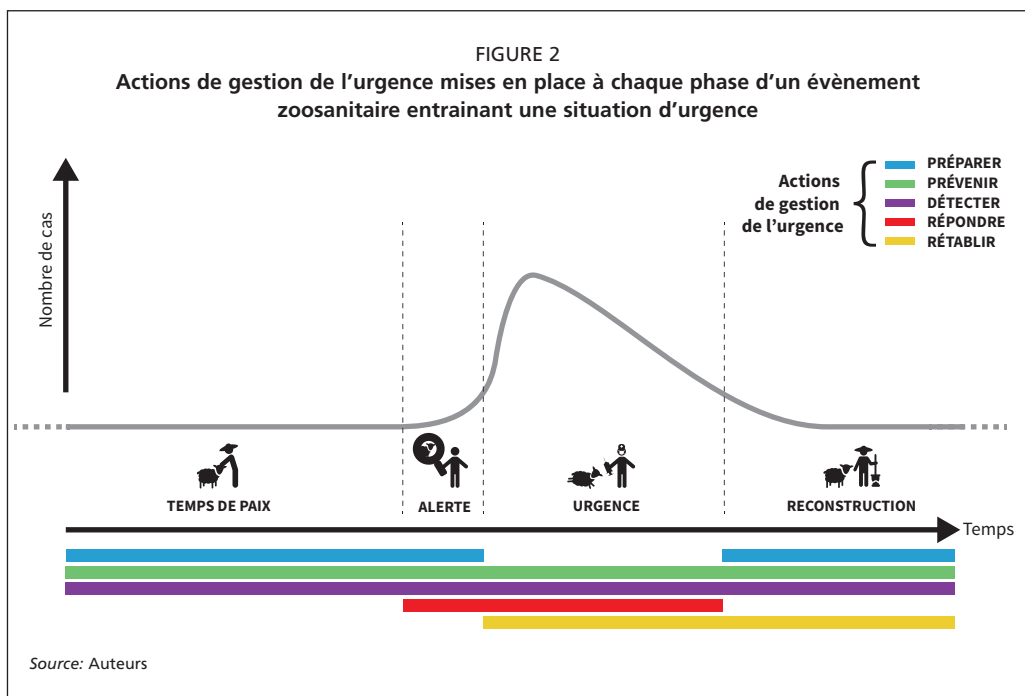 FIGURE 2
Actions de gestion de l’urgence mises en place à chaque phase d’un évènement
zoosanitaire entrainant une situation d’urgence
Nombre de cas
Actions
de gestion
de l’urgence
PRÉPARER
PRÉVENIR
DÉTECTER
RÉPONDRE
RÉTABLIR
TEMPS DE PAIX
ALERTE
URGENCE
RECONSTRUCTION
Temps
Source: Auteurs